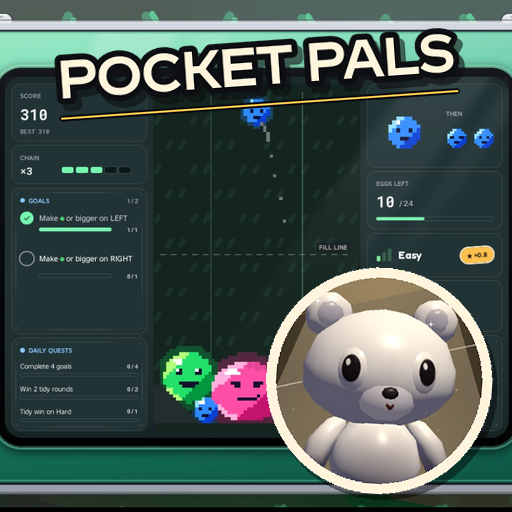 POCKET PALS
SCORE
310
BEST 310
CHAIN
×3
GOALS 1/2
Make or bigger on LEFT
1/1
Make or bigger on RIGHT
0/1
DAILY QUESTS
Complete 4 goals 0/4
Win 2 tidy rounds 0/2
Tidy win on Hard 0/1
FILL LINE
THEN
EGGS LEFT
10 /24
Easy ★ ×0.8